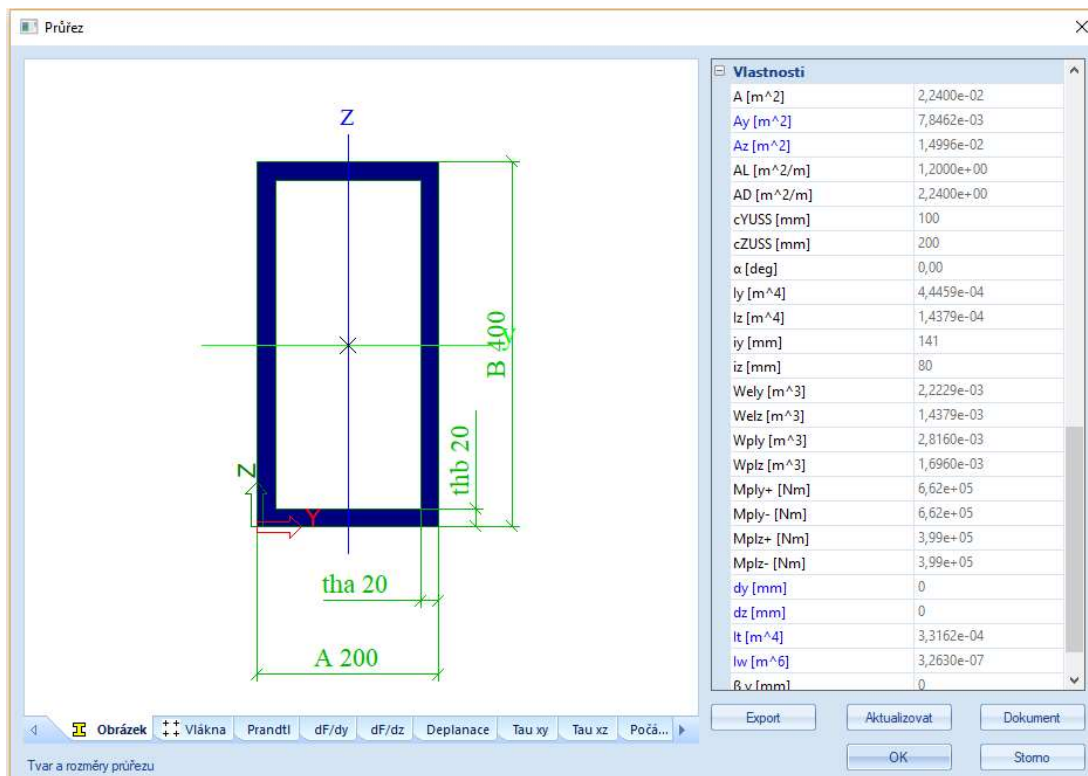 Průřez
Z
B 400
y
thb 20
Z
Y
tha 20
A 200
Obrázek Vlákna Prandtl dF/dy dF/dz Deplanace Tau xy Tau xz Počá...
Tvar a rozměry průřezu
Vlastnosti
A [m^2] 2,2400e-02
Ay [m^2] 7,8462e-03
Az [m^2] 1,4996e-02
AL [m^2/m] 1,2000e+00
AD [m^2/m] 2,2400e+00
cYUSS [mm] 100
cZUSS [mm] 200
α [deg] 0,00
Iy [m^4] 4,4459e-04
Iz [m^4] 1,4379e-04
iy [mm] 141
iz [mm] 80
Wely [m^3] 2,2229e-03
Welz [m^3] 1,4379e-03
Wply [m^3] 2,8160e-03
Wplz [m^3] 1,6960e-03
Mply+ [Nm] 6,62e+05
Mply- [Nm] 6,62e+05
Mplz+ [Nm] 3,99e+05
Mplz- [Nm] 3,99e+05
dy [mm] 0
dz [mm] 0
It [m^4] 3,3162e-04
Iw [m^6] 3,2630e-07
β y [mm] 0
Export Aktualizovat Dokument
OK Storno